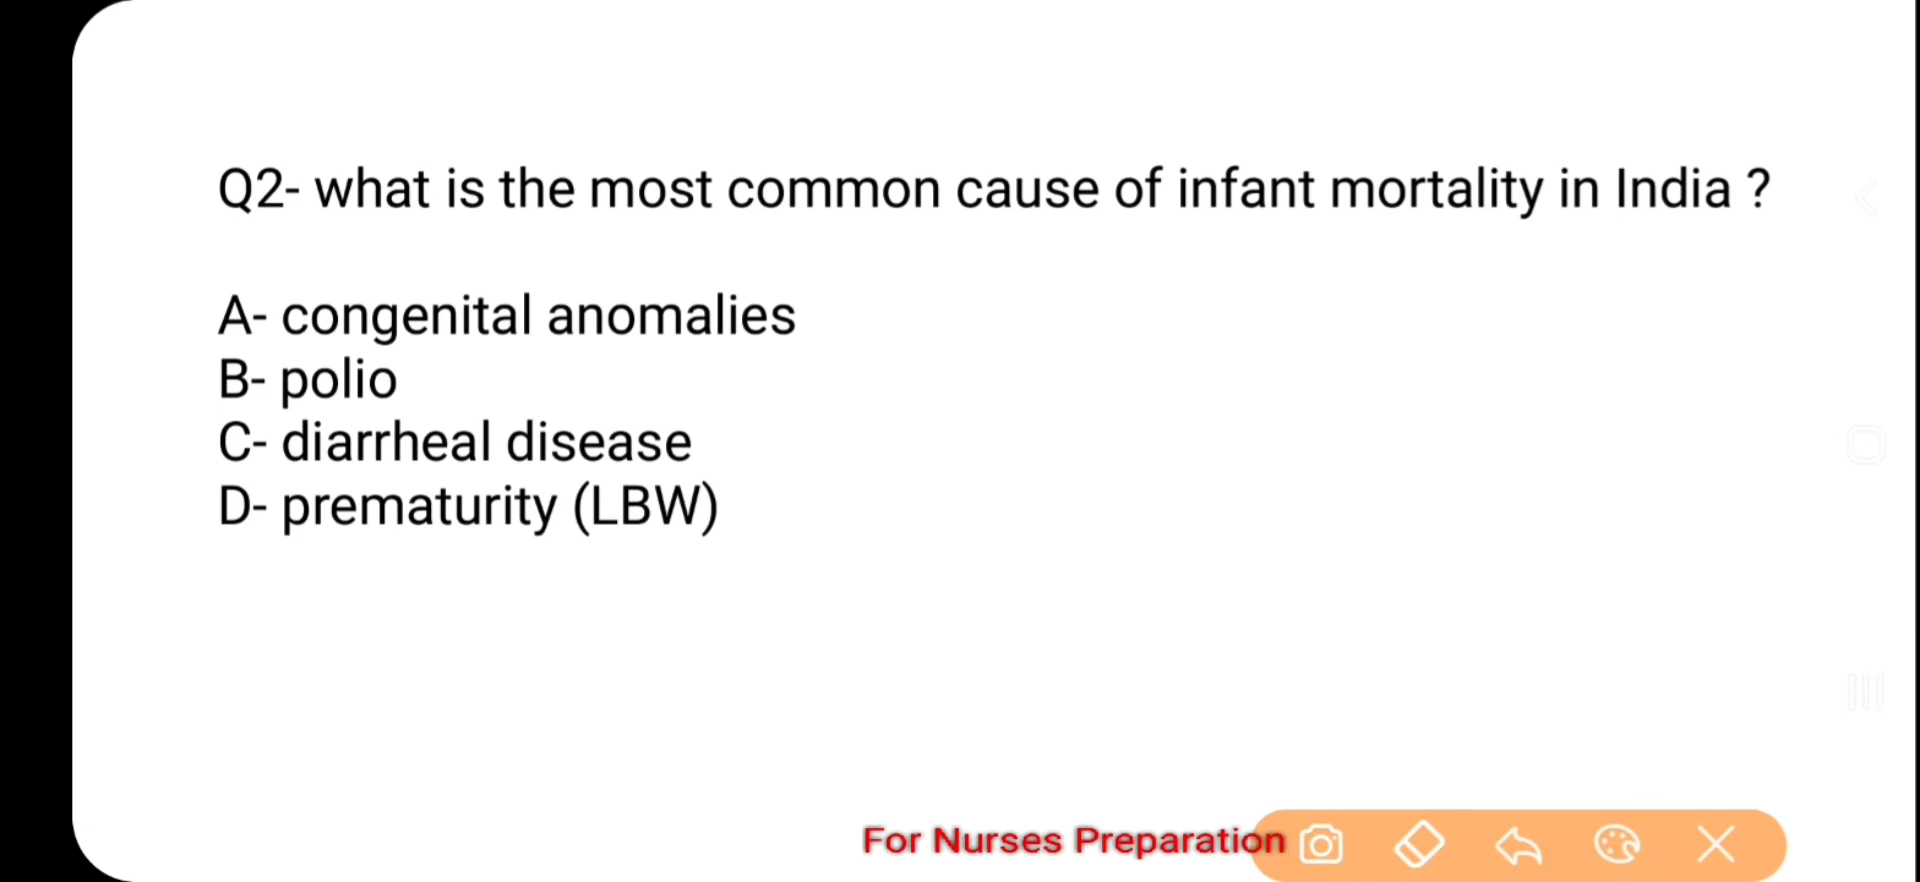 Q2- what is the most common cause of infant mortality in India ?
A- congenital anomalies
B- polio
C- diarrheal disease
D- prematurity (LBW)
For Nurses Preparation